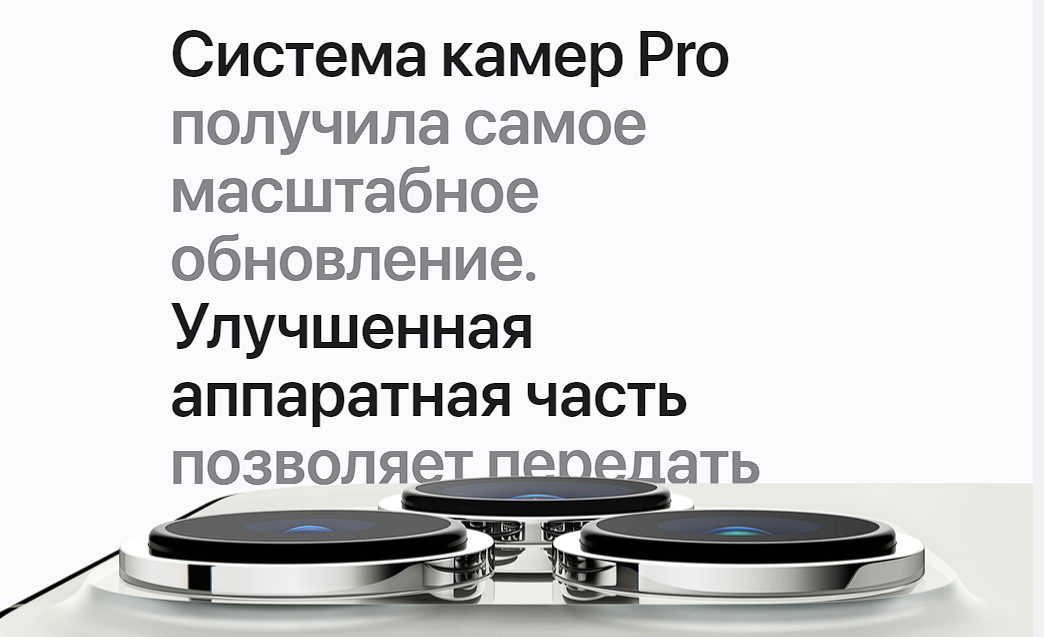 Система камер Pro
получила самое
масштабное
обновление.
Улучшенная
аппаратная часть
позволяет передать